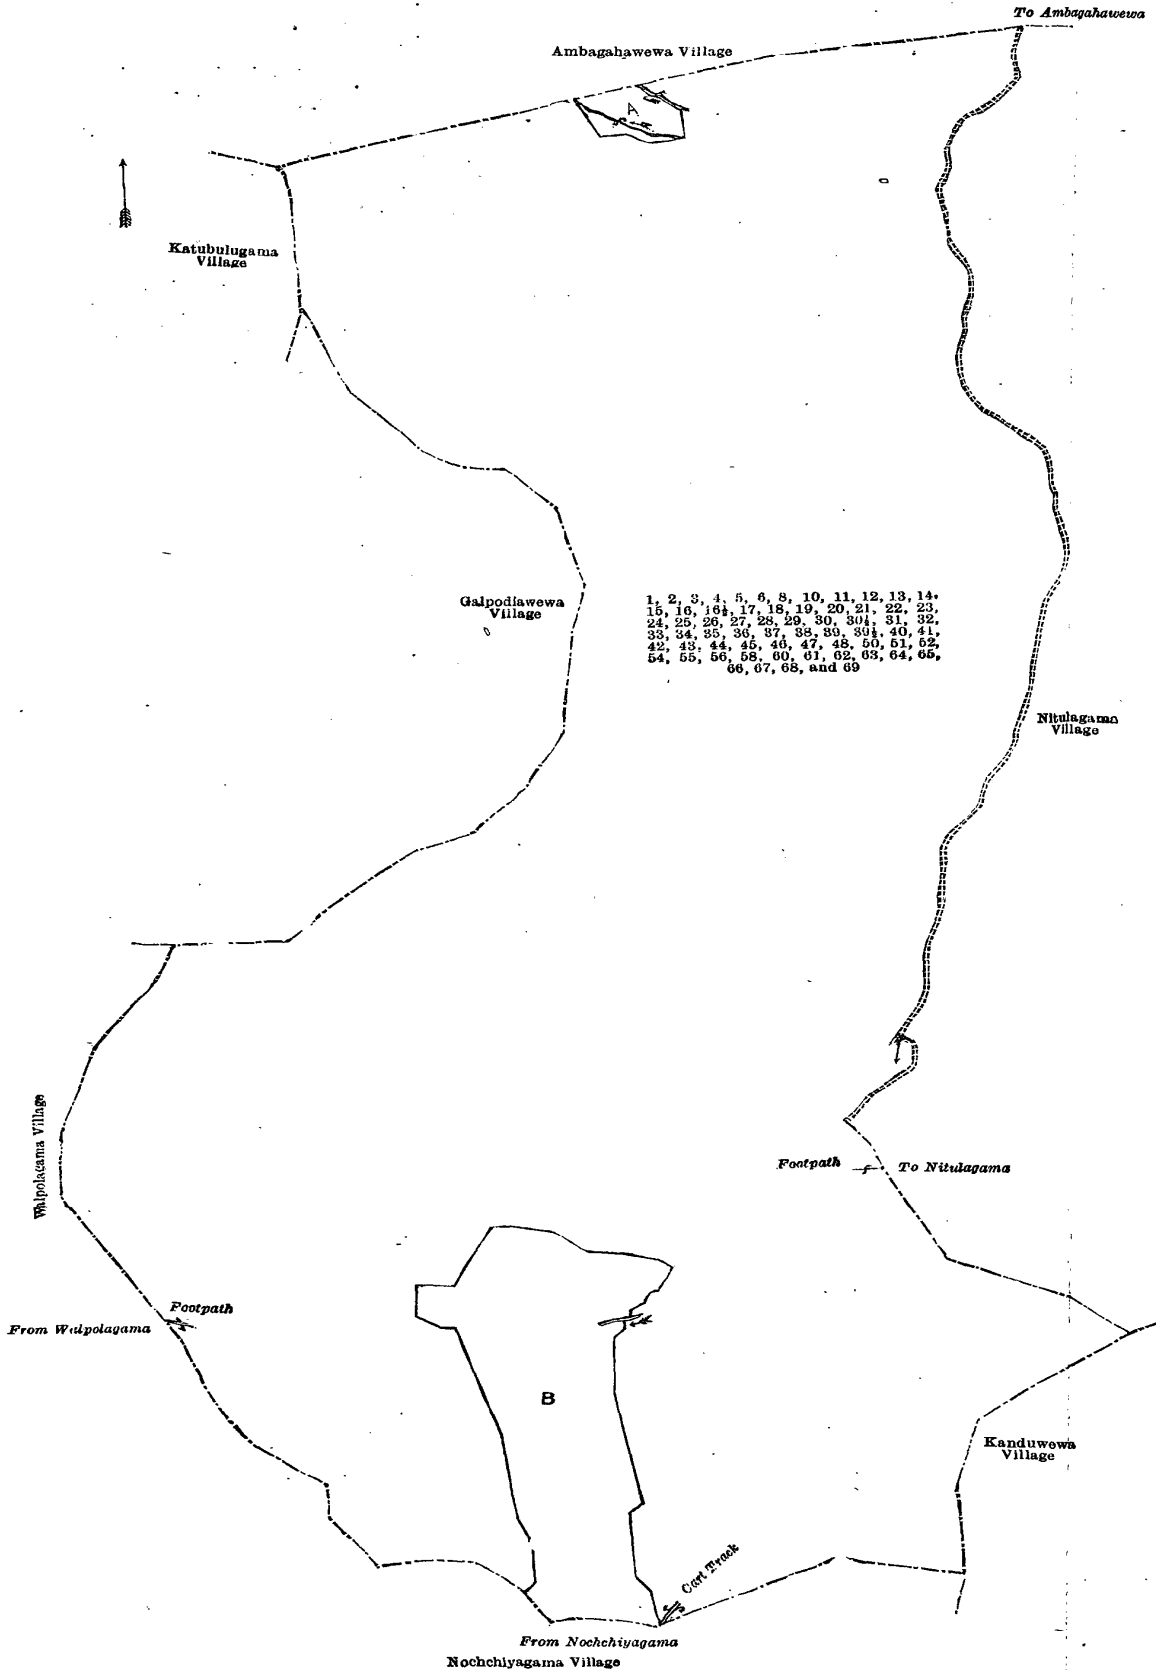 To Ambagahawewa
Ambagahawewa Village
A
Katubulugama
Village
Galpodiawewa
Village
1, 2, 3, 4, 5, 6, 8, 10, 11, 12, 13, 14,
15, 16, 16½, 17, 18, 19, 20, 21, 22, 23,
24, 25, 26, 27, 28, 29, 30, 30½, 31, 32,
33, 34, 35, 36, 37, 38, 39, 39½, 40, 41,
42, 43, 44, 45, 46, 47, 48, 50, 51, 52,
54, 55, 56, 58, 60, 61, 62, 63, 64, 65,
66, 67, 68, and 69
Nitulagama
Village
Walpolagama Village
Footpath
To Nitulagama
Footpath
From Walpolagama
B
Kanduwewa
Village
Cart Track
From Nochchiyagama
Nochchiyagama Village